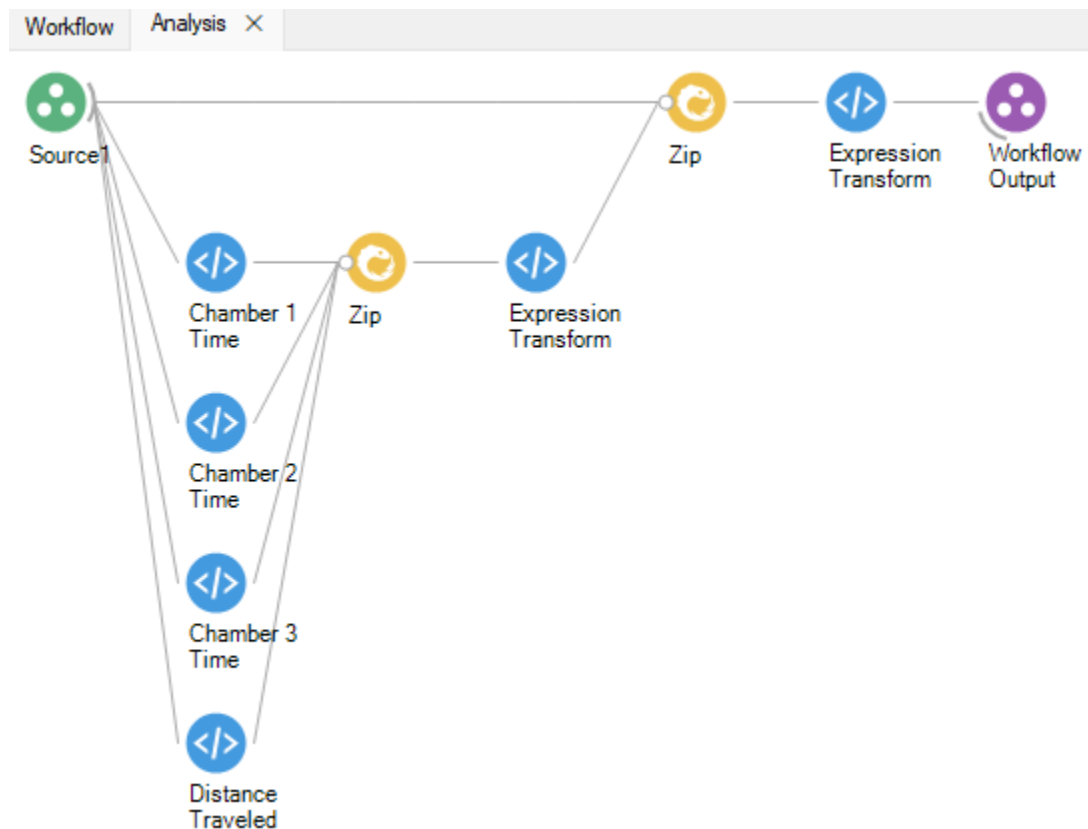 Workflow
Analysis
Source1
Zip
Expression
Transform
Workflow
Output
Chamber 1
Time
Zip
Expression
Transform
Chamber 2
Time
Chamber 3
Time
Distance
Traveled